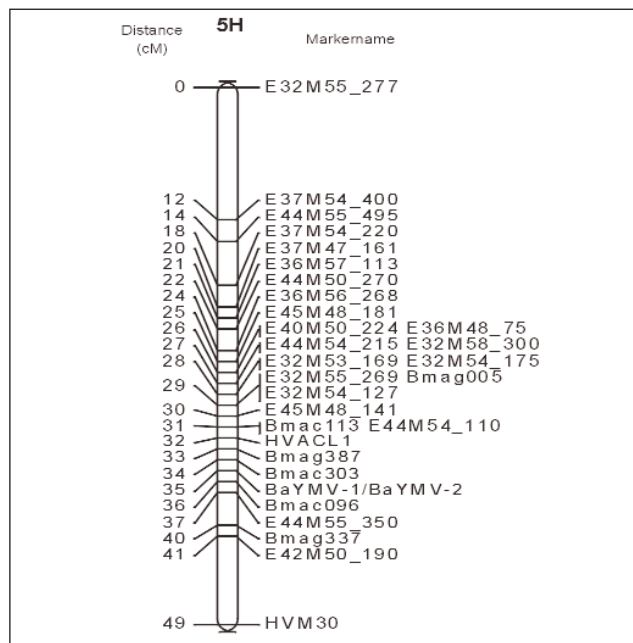 Distance (cM) 5H Markername
0 E32M55_277
12 E37M54_400
14 E44M55_495
18 E37M54_220
20 E37M47_161
21 E36M57_113
22 E44M50_270
24 E36M56_268
25 E45M48_181
26 E40M50_224 E36M48_75
27 E44M54_215 E32M58_300
28 E32M53_169 E32M54_175
29 E32M55_269 Bmag005
E32M54_127
30 E45M48_141
31 Bmac113 E44M54_110
32 HVACL1
33 Bmag387
34 Bmac303
35 BaYMV-1/BaYMV-2
36 Bmac096
37 E44M55_350
40 Bmag337
41 E42M50_190
49 HVM30